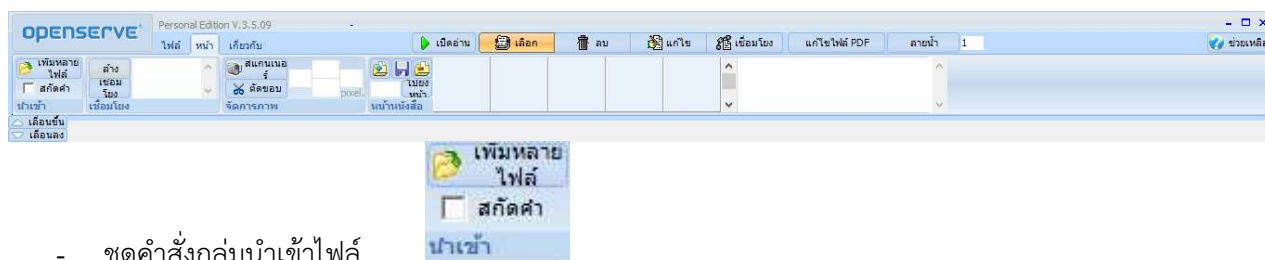 OPENSERVE Personal Edition V.3.5.09
ไฟล์ หน้า เกี่ยวกับ เปิดอ่าน เลือก ลบ แก้ไข เชื่อมโยง แก้ไขไฟล์ PDF ลายน้ำ 1 ช่วยเหลือ
เพิ่มหลาย
ไฟล์
สกัดคำ
นำเข้า
ล้าง
เชื่อม
โยง
เชื่อมโยง
สแกนเนอ
ร์
ตัดขอบ
pixel.
จัดการภาพ
ไปยัง
หน้า
หน้าหนังสือ
เลื่อนขึ้น
เลื่อนลง
เพิ่มหลาย
ไฟล์
สกัดคำ
นำเข้า
- ชุดคำสั่งกลุ่มนำเข้าไฟล์